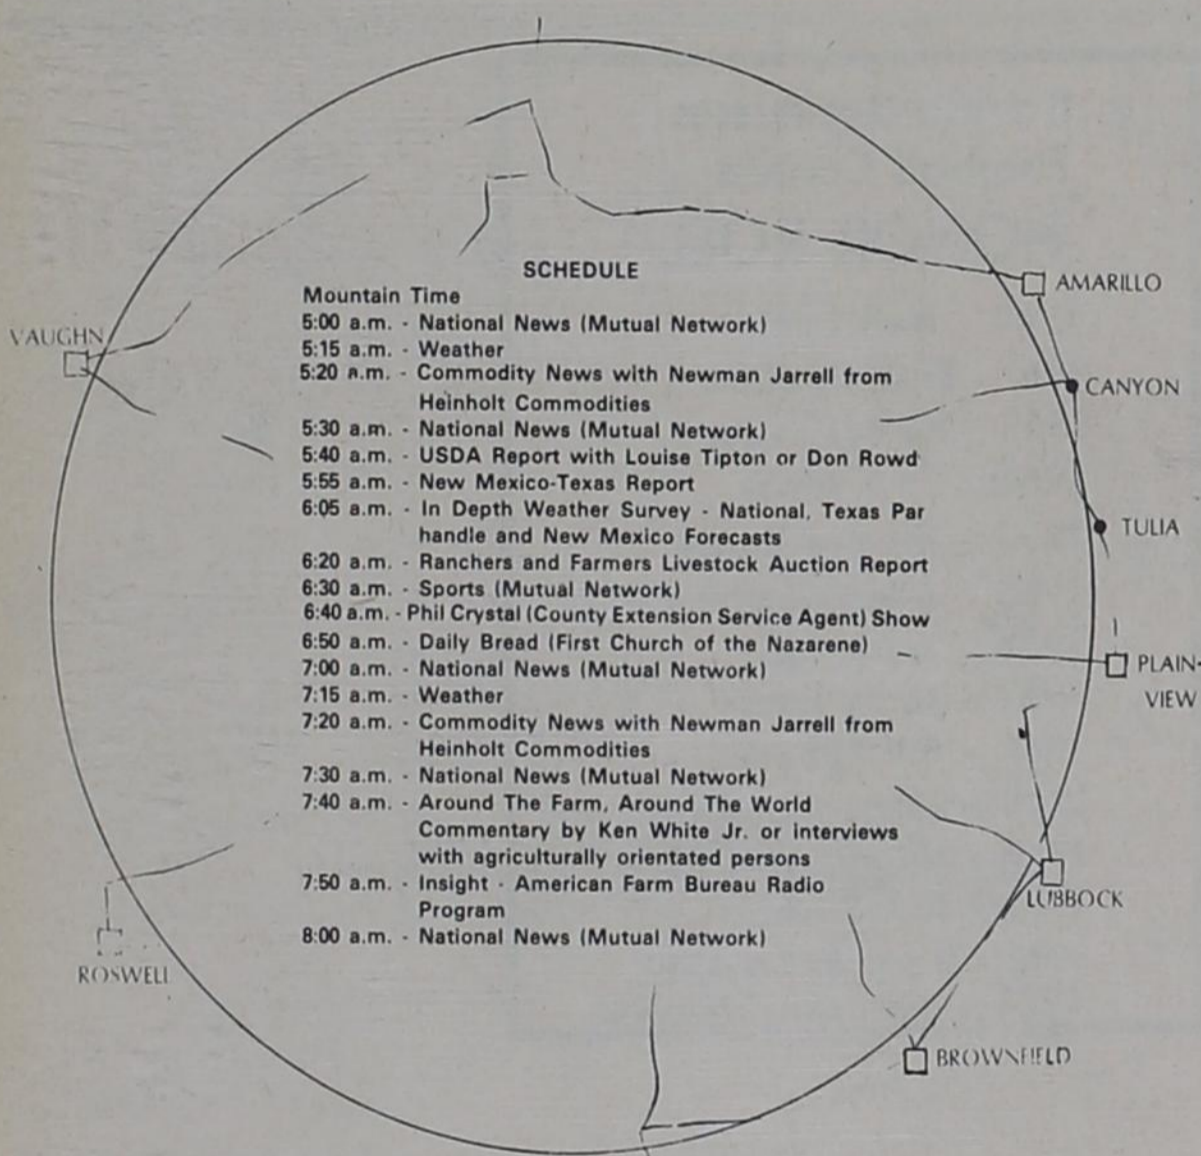 SCHEDULE
Mountain Time
5:00 a.m. - National News (Mutual Network)
5:15 a.m. - Weather
5:20 a.m. - Commodity News with Newman Jarrell from
Heinholt Commodities
5:30 a.m. - National News (Mutual Network)
5:40 a.m. - USDA Report with Louise Tipton or Don Rowd
5:55 a.m. - New Mexico-Texas Report
6:05 a.m. - In Depth Weather Survey - National, Texas Par
handle and New Mexico Forecasts
6:20 a.m. - Ranchers and Farmers Livestock Auction Report
6:30 a.m. - Sports (Mutual Network)
6:40 a.m. - Phil Crystal (County Extension Service Agent) Show
6:50 a.m. - Daily Bread (First Church of the Nazarene)
7:00 a.m. - National News (Mutual Network)
7:15 a.m. - Weather
7:20 a.m. - Commodity News with Newman Jarrell from
Heinholt Commodities
7:30 a.m. - National News (Mutual Network)
7:40 a.m. - Around The Farm, Around The World
Commentary by Ken White Jr. or interviews
with agriculturally orientated persons
7:50 a.m. - Insight - American Farm Bureau Radio
Program
8:00 a.m. - National News (Mutual Network)
VAUGHN
ROSWELL
AMARILLO
CANYON
TULIA
PLAIN-
VIEW
LUBBOCK
BROWNFIELD